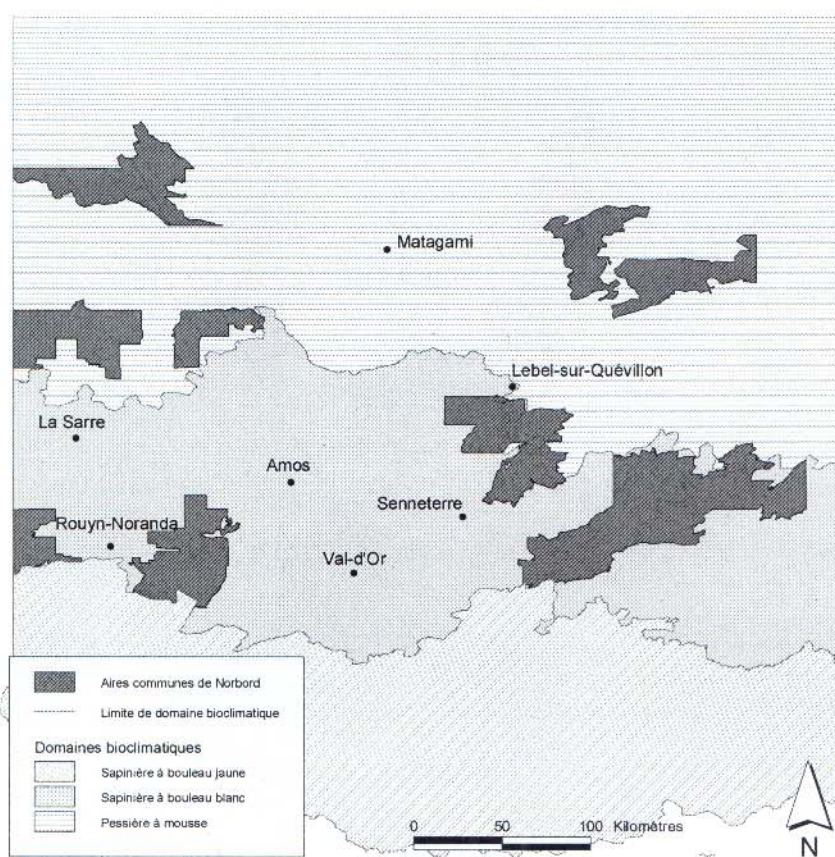 Matagami
Lebel-sur-Quévillon
La Sarre
Amos
Senneterre
Rouyn-Noranda
Val-d'Or
Aires communes de Norbord
Limite de domaine bioclimatique
Domaines bioclimatiques
Sapinière à bouleau jaune
Sapinière à bouleau blanc
Pessière à mousse
0 50 100 Kilomètres
N